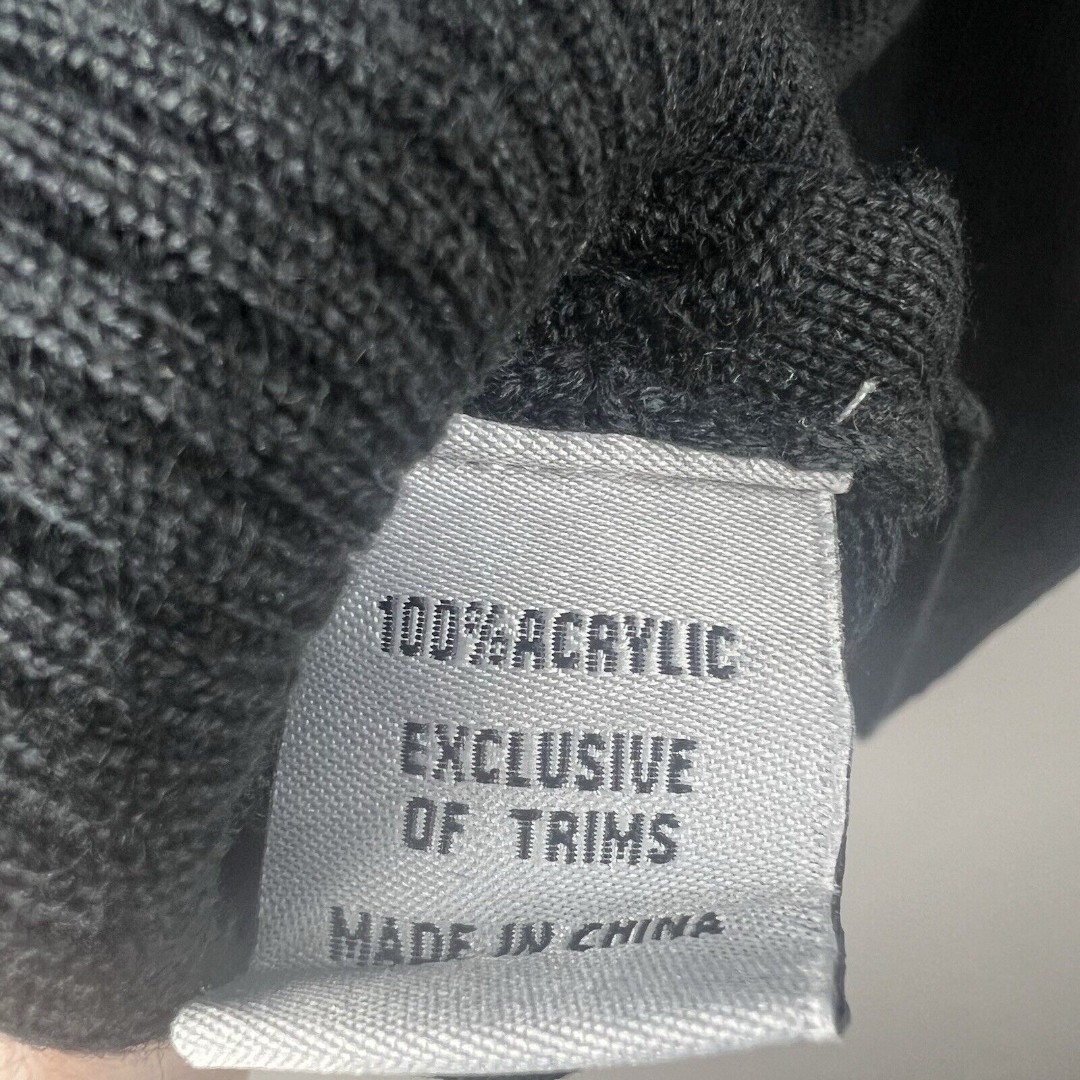 100% ACRYLIC
EXCLUSIVE
OF TRIMS
MADE IN CHINA